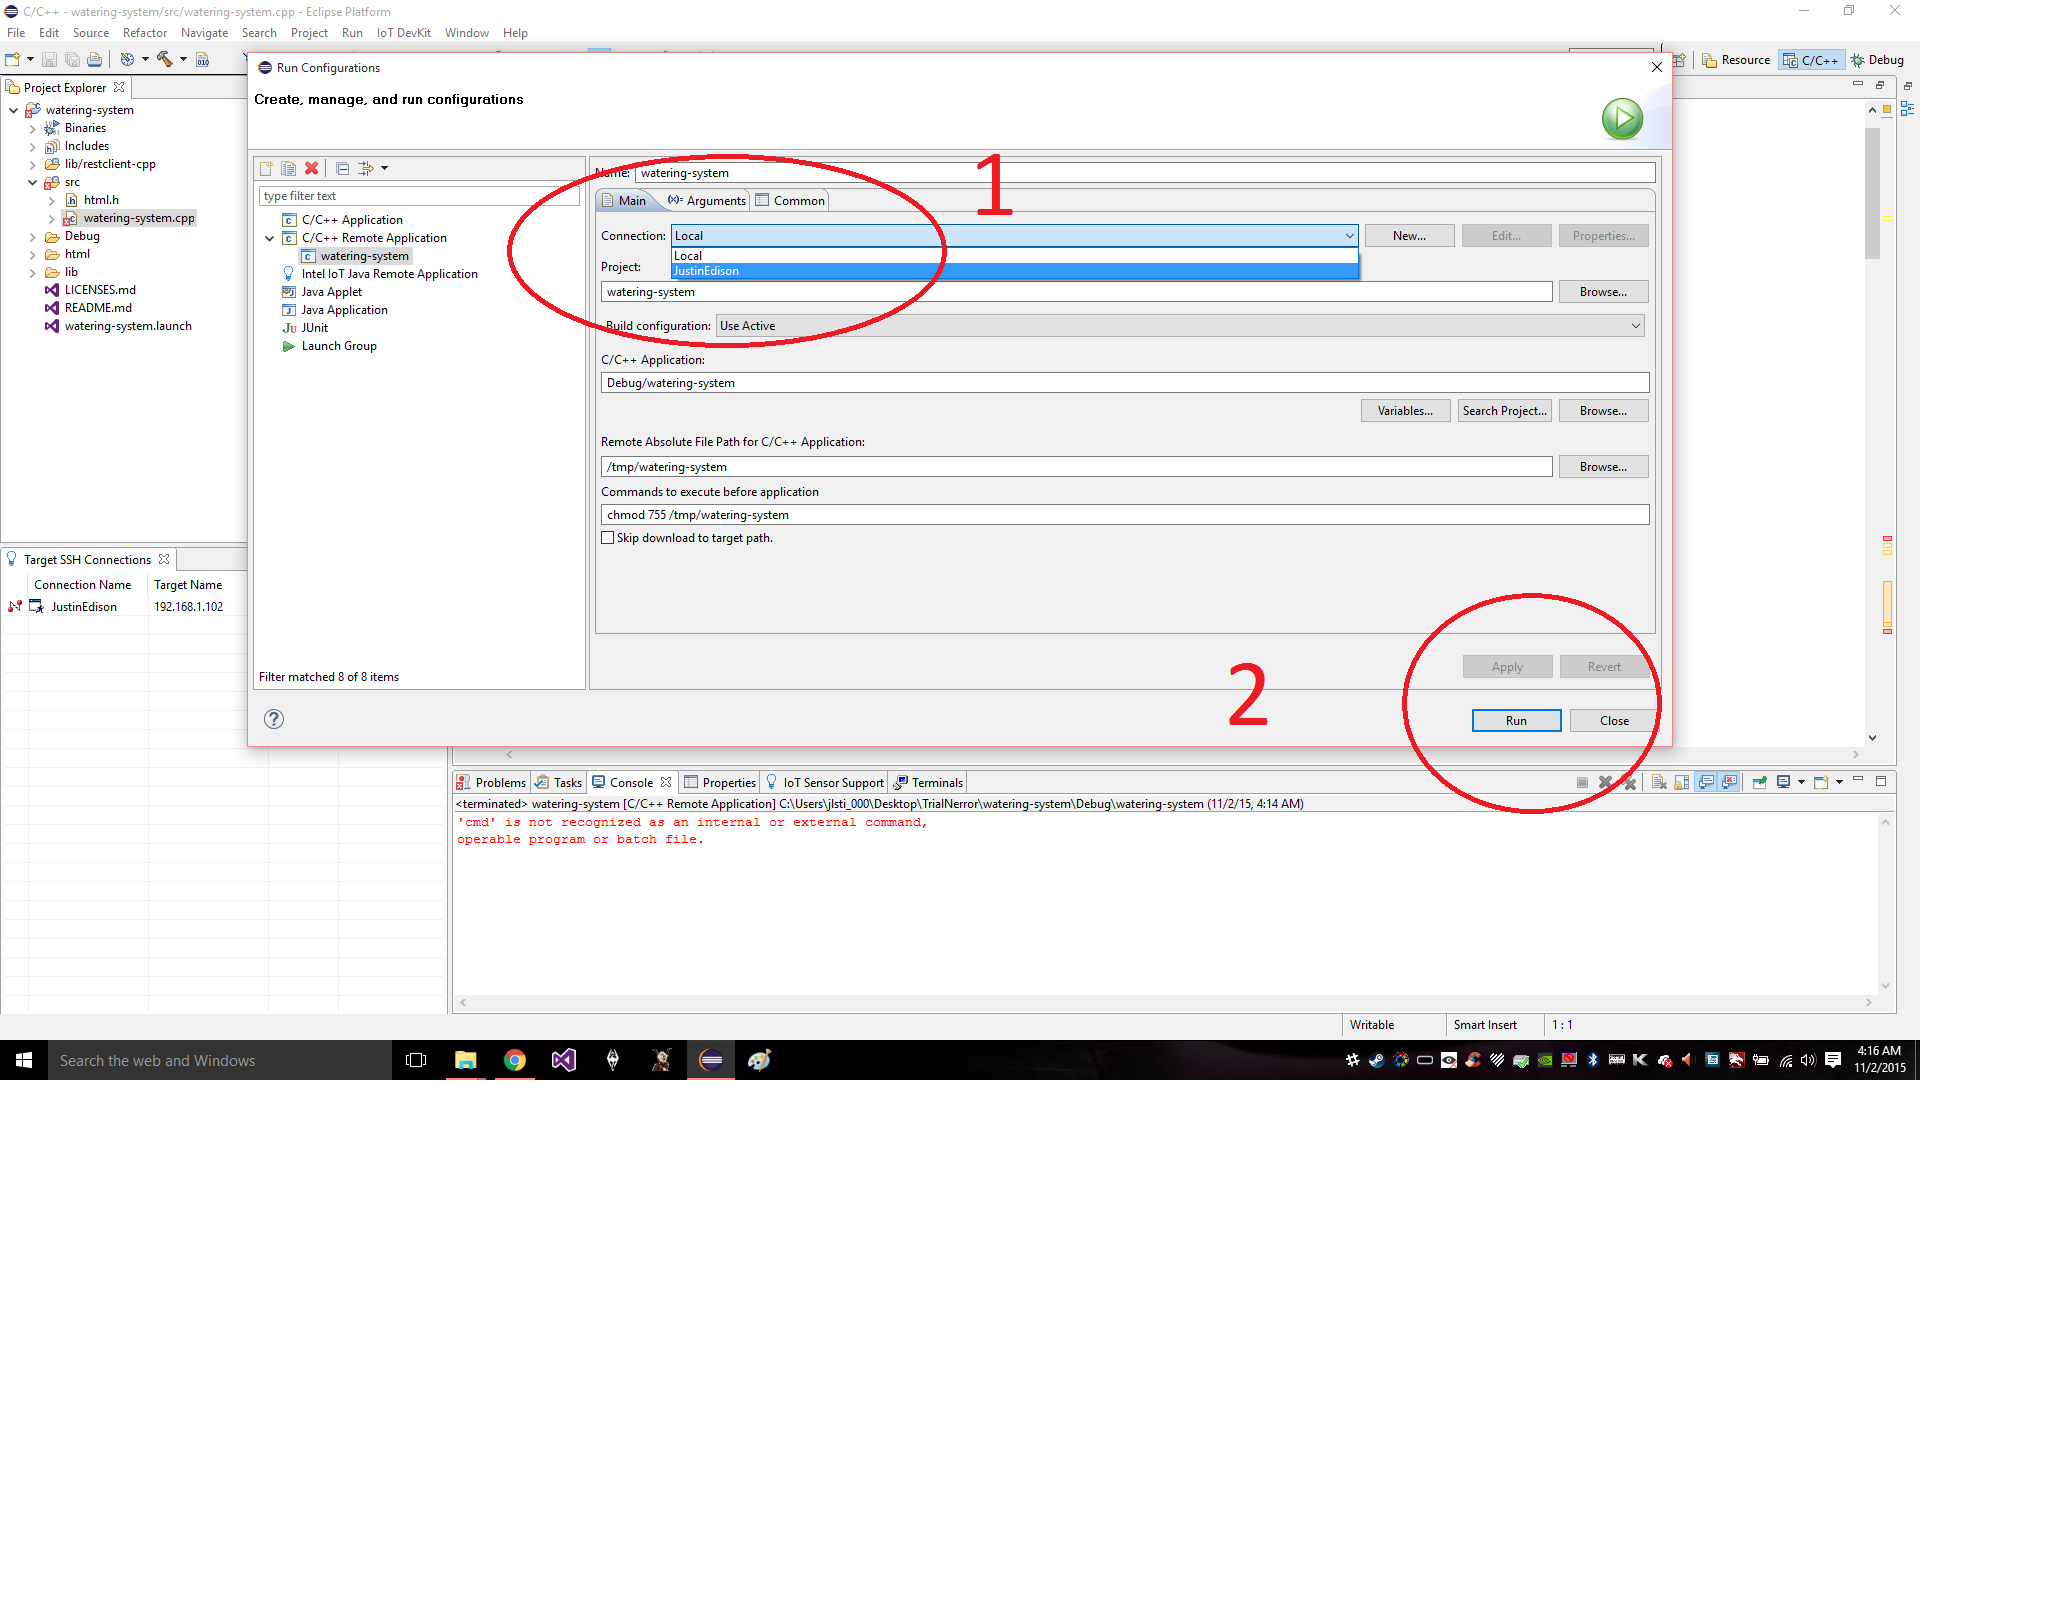 C/C++ - watering-system/src/watering-system.cpp - Eclipse Platform
File Edit Source Refactor Navigate Search Project Run IoT DevKit Window Help
Resource C/C++ Debug
Project Explorer
watering-system
Binaries
Includes
lib/restclient-cpp
src
html.h
watering-system.cpp
Debug
html
lib
LICENSES.md
README.md
watering-system.launch
Target SSH Connections
Connection Name Target Name
JustinEdison 192.168.1.102
Run Configurations
Create, manage, and run configurations
type filter text
C/C++ Application
C/C++ Remote Application
watering-system
Intel IoT Java Remote Application
Java Applet
Java Application
JUnit
Launch Group
Filter matched 8 of 8 items
Name: watering-system
1
Main Arguments Common
Connection: Local New... Edit... Properties...
Local
JustinEdison
Project:
watering-system Browse...
Build configuration: Use Active
C/C++ Application:
Debug/watering-system
Variables... Search Project... Browse...
Remote Absolute File Path for C/C++ Application:
/tmp/watering-system Browse...
Commands to execute before application
chmod 755 /tmp/watering-system
Skip download to target path.
2
Apply Revert
Run Close
Problems Tasks Console Properties IoT Sensor Support Terminals
<terminated> watering-system [C/C++ Remote Application] C:\Users\jlsti_000\Desktop\TrialNerror\watering-system\Debug\watering-system (11/2/15, 4:14 AM)
'cmd' is not recognized as an internal or external command,
operable program or batch file.
Writable Smart Insert 1 : 1
Search the web and Windows
4:16 AM
11/2/2015